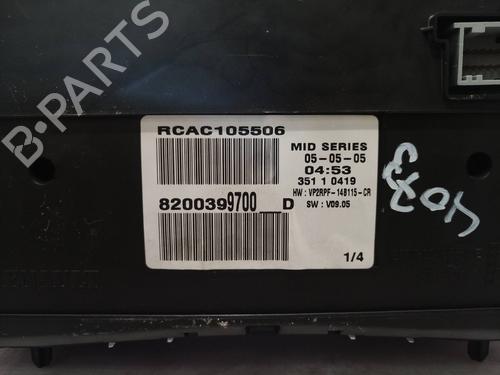 B-PARTS
RCAC105506
MID SERIES
05-05-05
04:53
351 1 0419
HW : VP2RPF-14B115-CR
SW : V09.05
8200399700__D
1/4